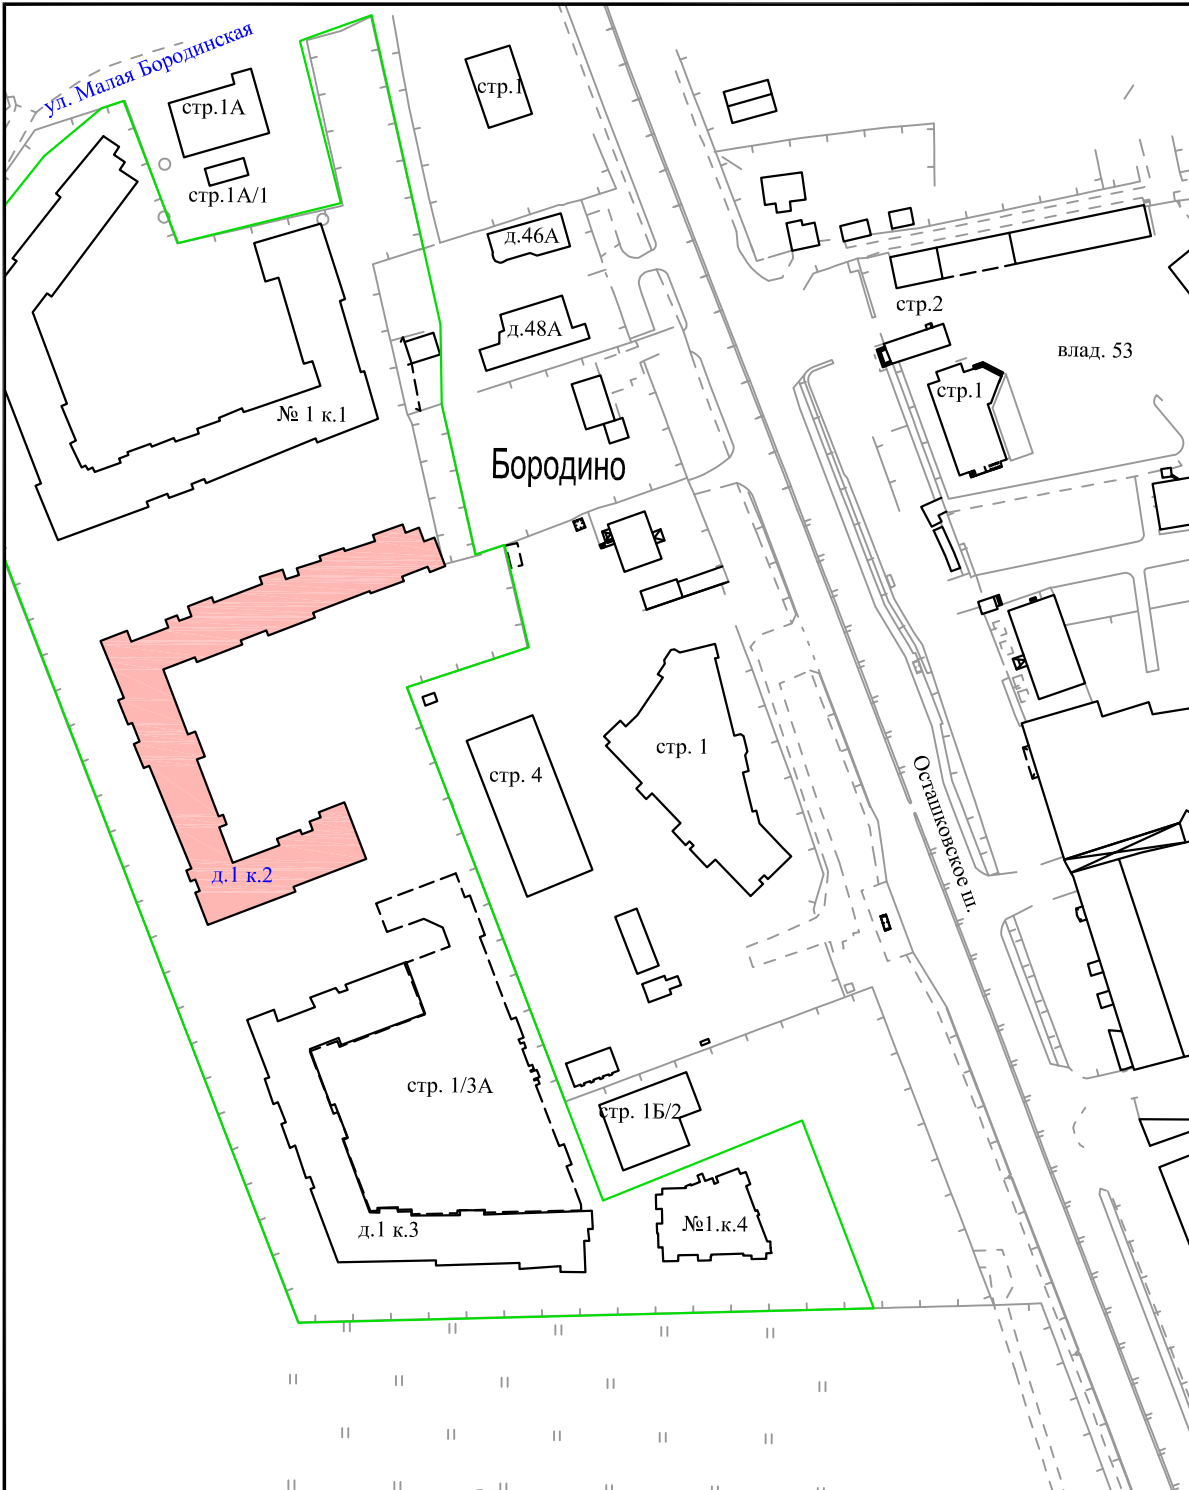 ул. Малая Бородинская
стр.1А
стр.1
стр.1А/1
д.46А
стр.2
д.48А
влад. 53
стр.1
№ 1 к.1
Бородино
стр. 1
стр. 4
Осташковское ш.
д.1 к.2
стр. 1/3А
стр. 1Б/2
д.1 к.3
№1.к.4